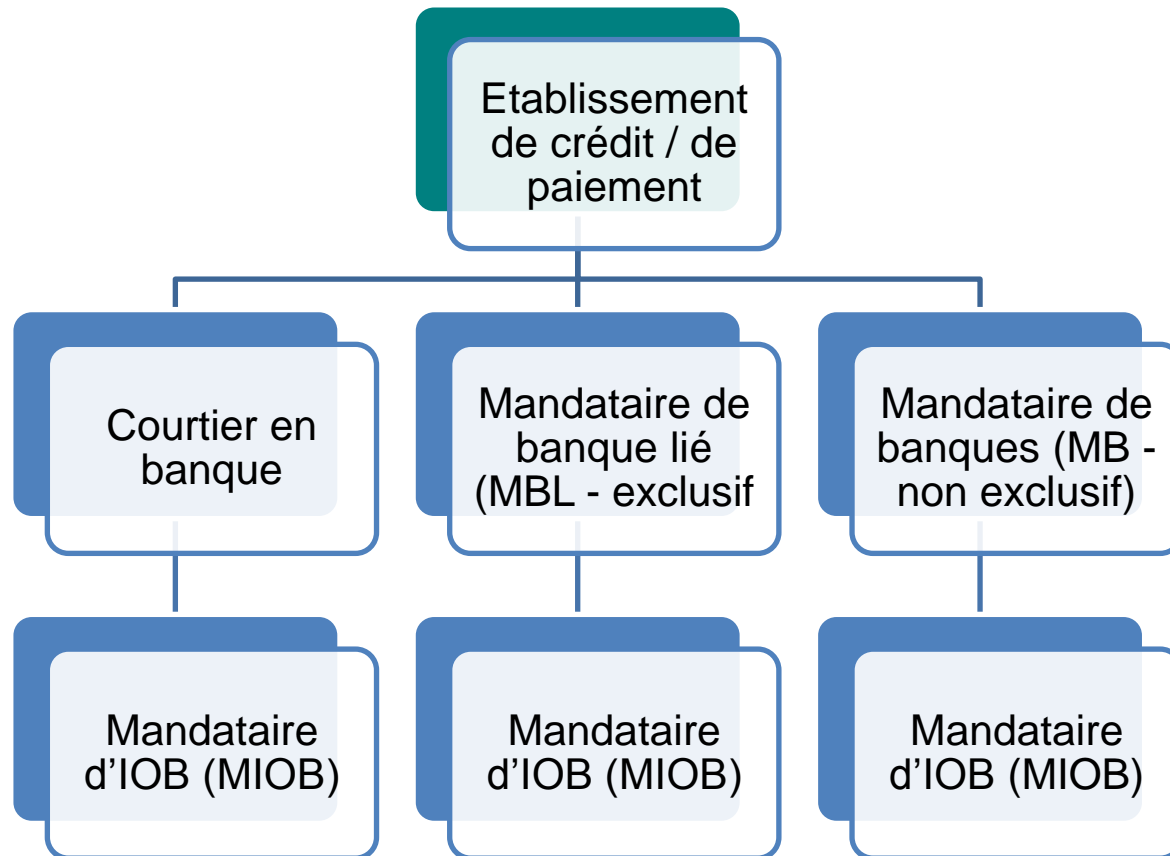 Etablissement
de crédit / de
paiement
Courtier en
banque
Mandataire de
banque lié
(MBL - exclusif
Mandataire de
banques (MB -
non exclusif)
Mandataire
d’IOB (MIOB)
Mandataire
d’IOB (MIOB)
Mandataire
d’IOB (MIOB)